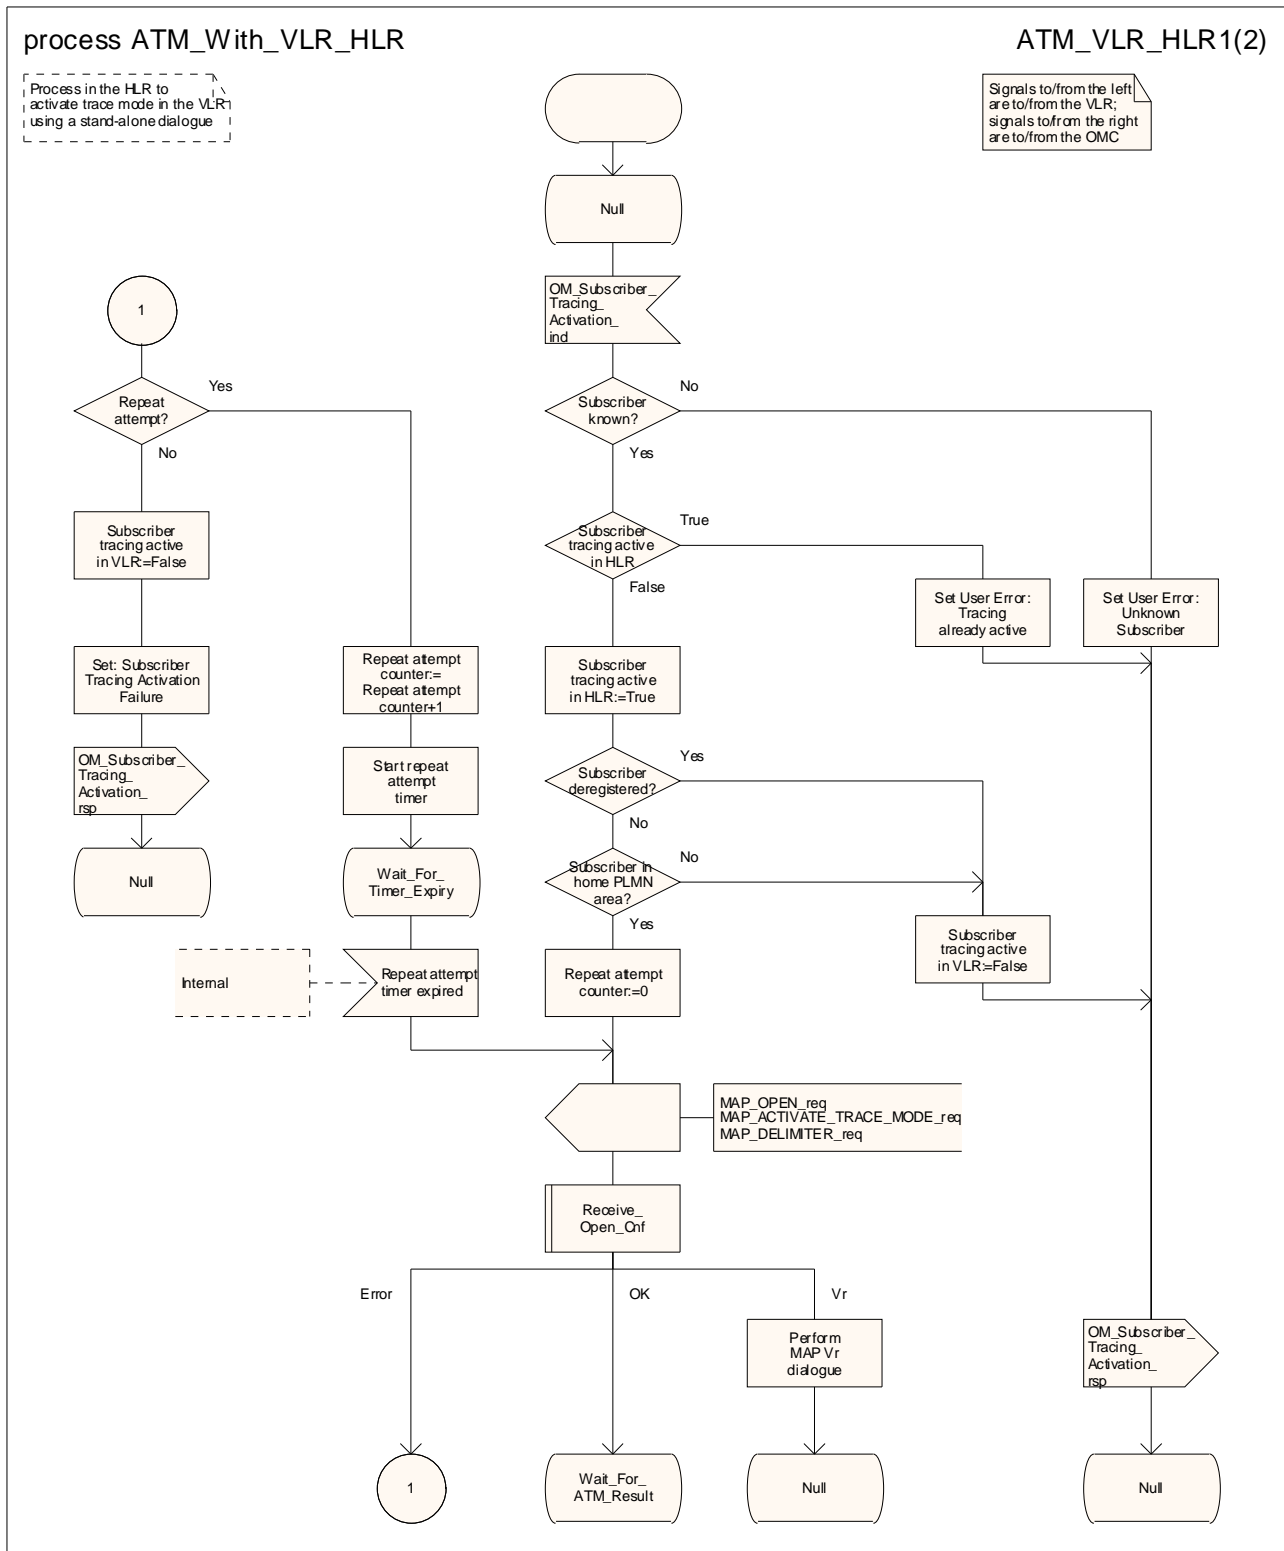 process ATM_With_VLR_HLR
ATM_VLR_HLR1(2)
Process in the HLR to
activate trace mode in the VLR
using a stand-alone dialogue
Signals to/from the left
are to/from the VLR;
signals to/from the right
are to/from the OMC
Null
OM_Subscriber_
Tracing_
Activation_
ind
1
Repeat
attempt?
Yes
No
Subscriber
known?
No
Yes
Subscriber
tracing active
in VLR:=False
Subscriber
tracing active
in HLR
True
False
Set User Error:
Tracing
already active
Set User Error:
Unknown
Subscriber
Set: Subscriber
Tracing Activation
Failure
Repeat attempt
counter:=
Repeat attempt
counter+1
Subscriber
tracing active
in HLR:=True
OM_Subscriber_
Tracing_
Activation_
rsp
Start repeat
attempt
timer
Subscriber
deregistered?
Yes
No
Null
Wait_For_
Timer_Expiry
Subscriber in
home PLMN
area?
No
Yes
Subscriber
tracing active
in VLR:=False
Internal
Repeat attempt
timer expired
Repeat attempt
counter:=0
MAP_OPEN_req
MAP_ACTIVATE_TRACE_MODE_req
MAP_DELIMITER_req
Receive_
Open_Cnf
Error
OK
Vr
Perform
MAP Vr
dialogue
OM_Subscriber_
Tracing_
Activation_
rsp
1
Wait_For_
ATM_Result
Null
Null